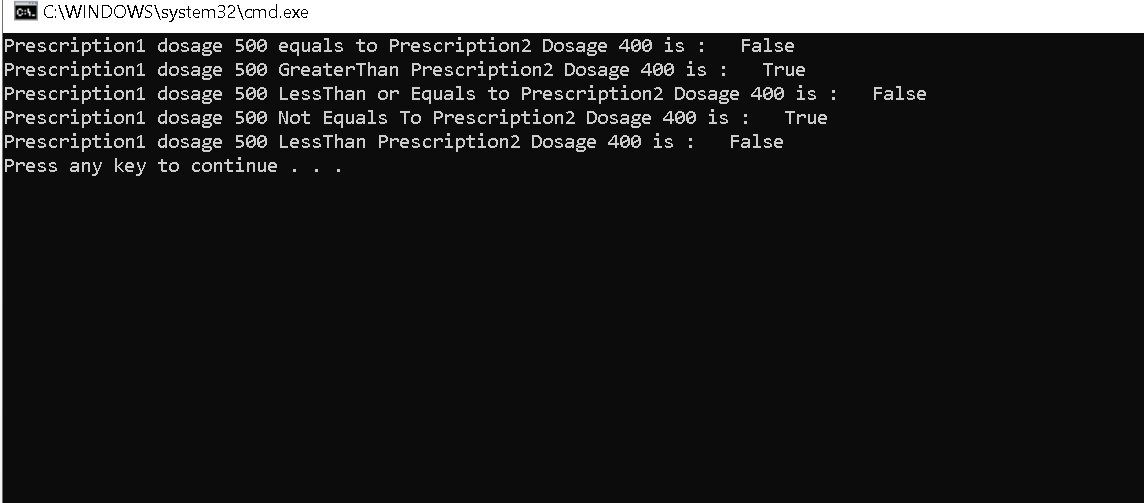 C:\WINDOWS\system32\cmd.exe
Prescription1 dosage 500 equals to Prescription2 Dosage 400 is :   False
Prescription1 dosage 500 GreaterThan Prescription2 Dosage 400 is :   True
Prescription1 dosage 500 LessThan or Equals to Prescription2 Dosage 400 is :   False
Prescription1 dosage 500 Not Equals To Prescription2 Dosage 400 is :   True
Prescription1 dosage 500 LessThan Prescription2 Dosage 400 is :   False
Press any key to continue . . .